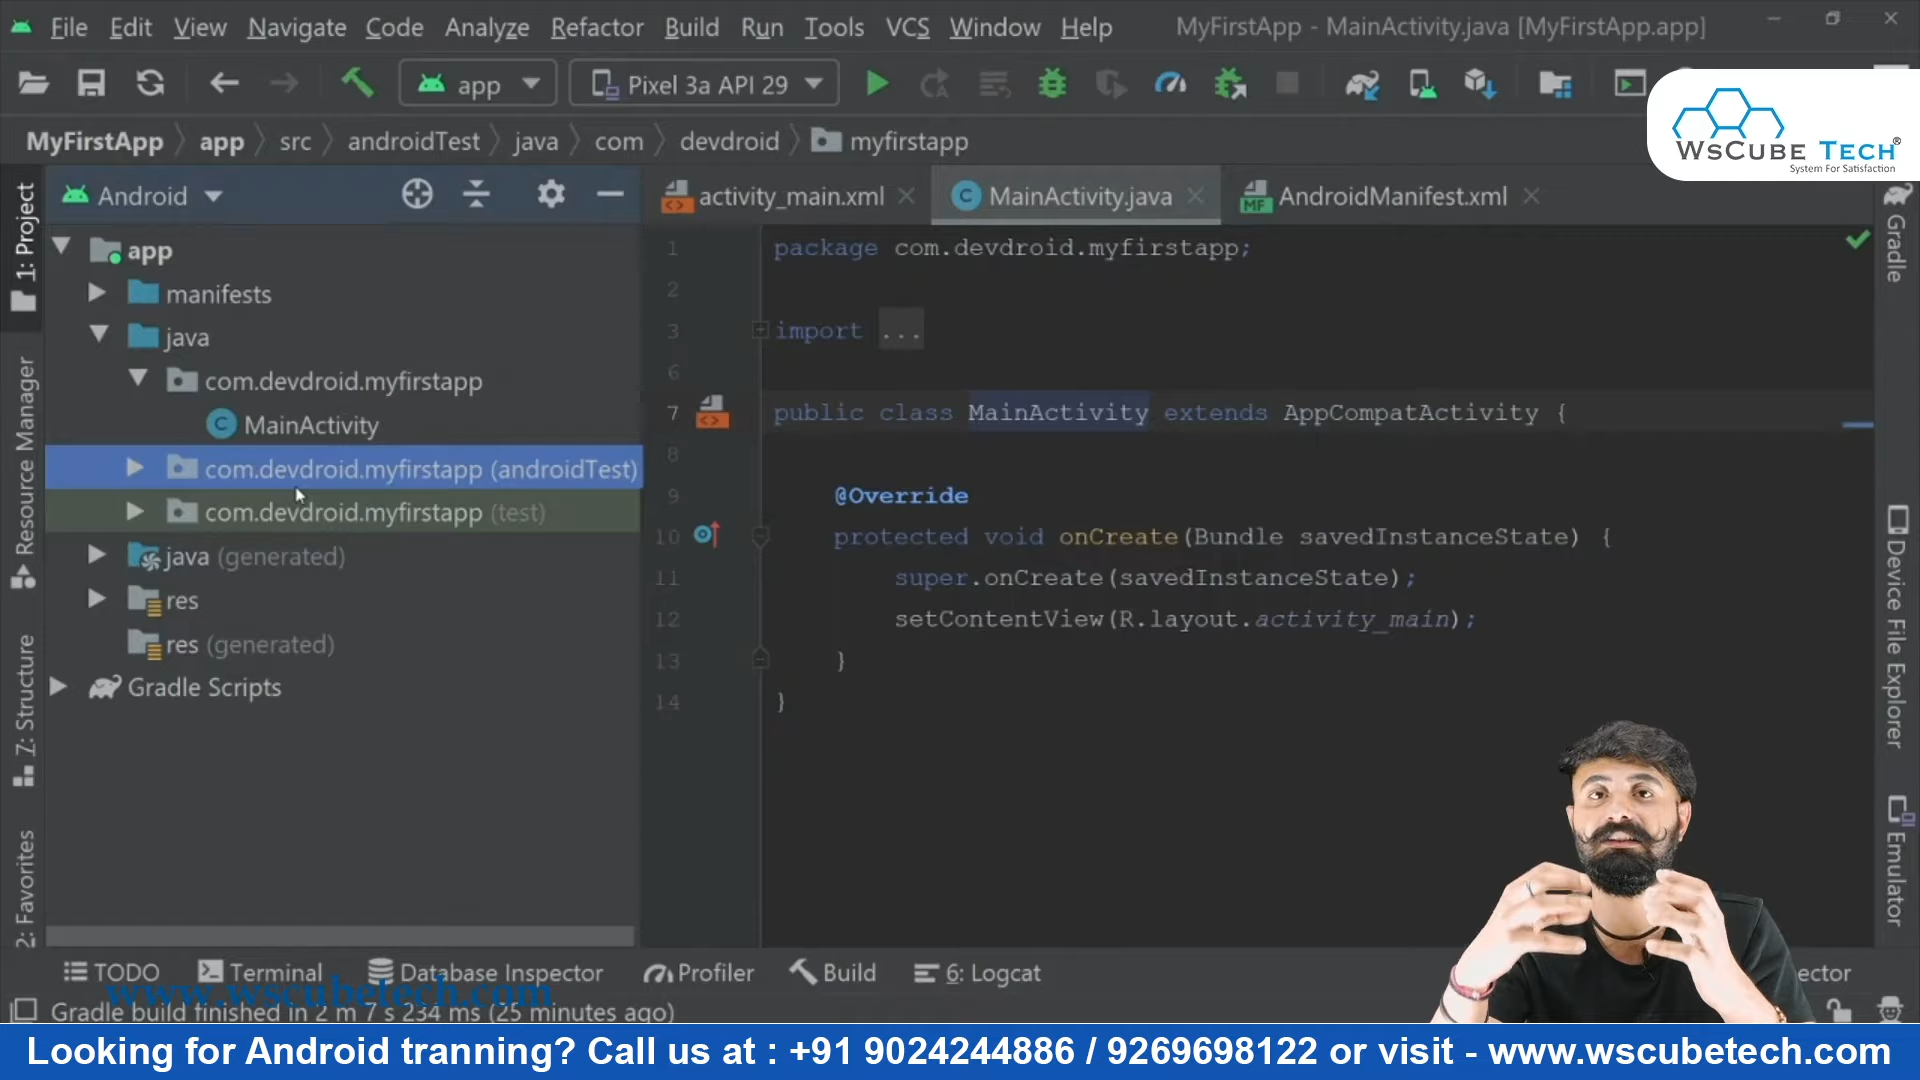 File Edit View Navigate Code Analyze Refactor Build Run Tools VCS Window Help MyFirstApp - MainActivity.java [MyFirstApp.app]
app Pixel 3a API 29
WsCube Tech®
System For Satisfaction
MyFirstApp app src androidTest java com devdroid myfirstapp
Android
activity_main.xml MainActivity.java AndroidManifest.xml
1: Project
Resource Manager
Z: Structure
2: Favorites
app
manifests
java
com.devdroid.myfirstapp
MainActivity
com.devdroid.myfirstapp (androidTest)
com.devdroid.myfirstapp (test)
java (generated)
res
res (generated)
Gradle Scripts
1 package com.devdroid.myfirstapp;
2
3 import ...
6
7 public class MainActivity extends AppCompatActivity {
8
9 @Override
10 protected void onCreate(Bundle savedInstanceState) {
11 super.onCreate(savedInstanceState);
12 setContentView(R.layout.activity_main);
13 }
14 }
Gradle
Device File Explorer
Emulator
TODO Terminal Database Inspector Profiler Build 6: Logcat ector
www.wscubetech.com
Gradle build finished in 2 m 7 s 234 ms (25 minutes ago)
Looking for Android tranning? Call us at : +91 9024244886 / 9269698122 or visit - www.wscubetech.com